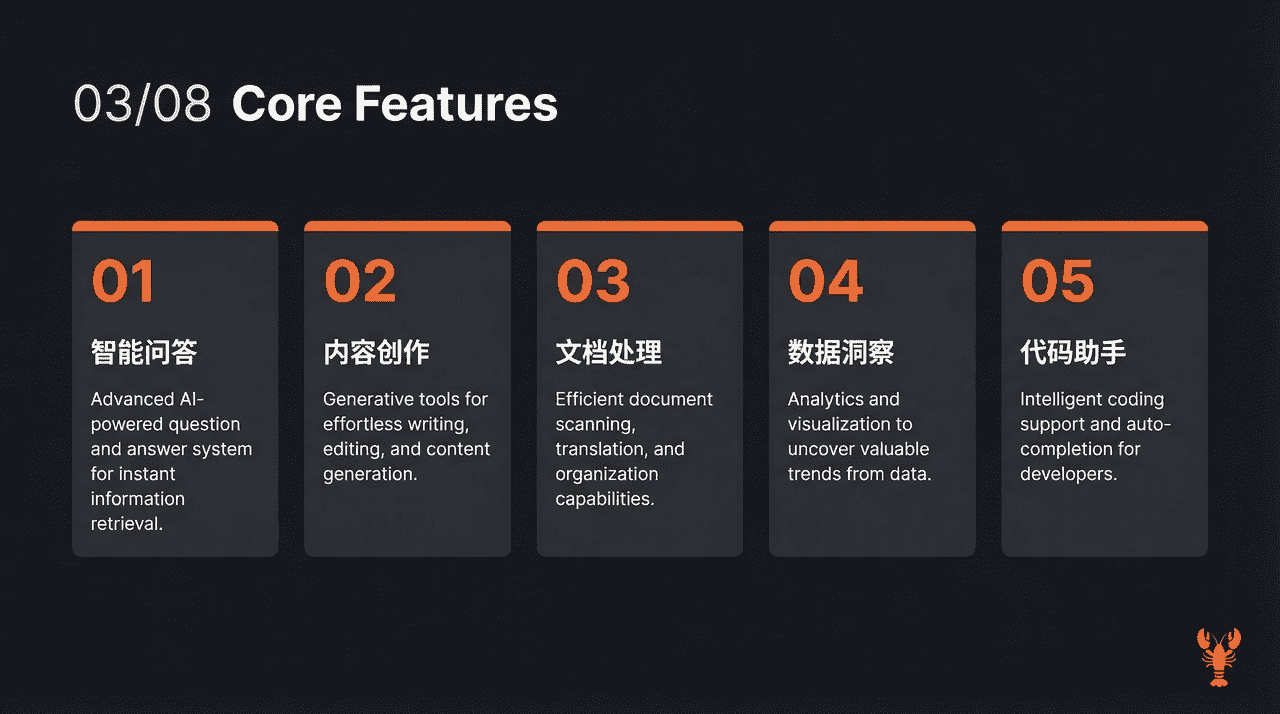 03/08 Core Features
01
智能问答
Advanced AI-
powered question
and answer system
for instant
information
retrieval.
02
内容创作
Generative tools for
effortless writing,
editing, and content
generation.
03
文档处理
Efficient document
scanning,
translation, and
organization
capabilities.
04
数据洞察
Analytics and
visualization to
uncover valuable
trends from data.
05
代码助手
Intelligent coding
support and auto-
completion for
developers.